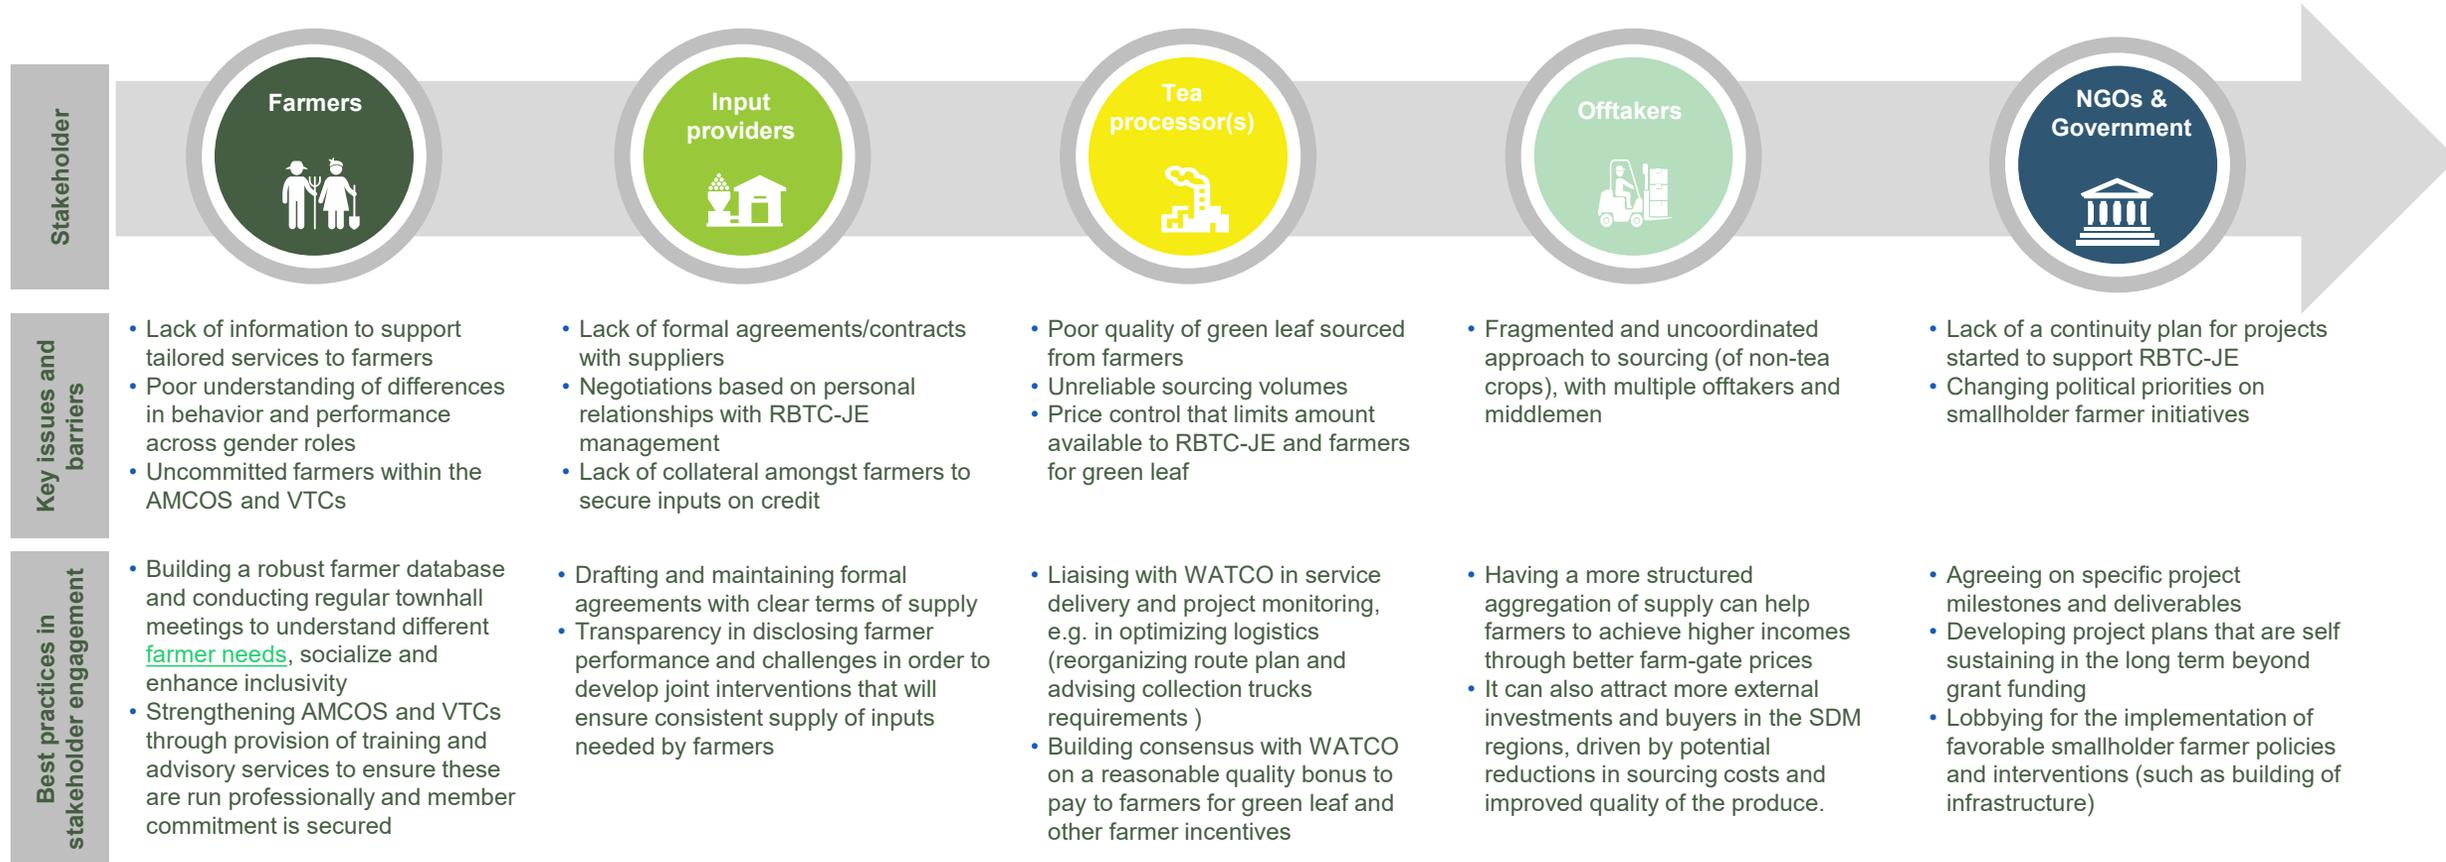 Stakeholder
Farmers
Input
providers
Tea
processor(s)
Offtakers
NGOs &
Government
Key issues and
barriers
• Lack of information to support
tailored services to farmers
• Poor understanding of differences
in behavior and performance
across gender roles
• Uncommitted farmers within the
AMCOS and VTCs
• Lack of formal agreements/contracts
with suppliers
• Negotiations based on personal
relationships with RBTC-JE
management
• Lack of collateral amongst farmers to
secure inputs on credit
• Poor quality of green leaf sourced
from farmers
• Unreliable sourcing volumes
• Price control that limits amount
available to RBTC-JE and farmers
for green leaf
• Fragmented and uncoordinated
approach to sourcing (of non-tea
crops), with multiple offtakers and
middlemen
• Lack of a continuity plan for projects
started to support RBTC-JE
• Changing political priorities on
smallholder farmer initiatives
Best practices in
stakeholder engagement
• Building a robust farmer database
and conducting regular townhall
meetings to understand different
farmer needs, socialize and
enhance inclusivity
• Strengthening AMCOS and VTCs
through provision of training and
advisory services to ensure these
are run professionally and member
commitment is secured
• Drafting and maintaining formal
agreements with clear terms of supply
• Transparency in disclosing farmer
performance and challenges in order to
develop joint interventions that will
ensure consistent supply of inputs
needed by farmers
• Liaising with WATCO in service
delivery and project monitoring,
e.g. in optimizing logistics
(reorganizing route plan and
advising collection trucks
requirements )
• Building consensus with WATCO
on a reasonable quality bonus to
pay to farmers for green leaf and
other farmer incentives
• Having a more structured
aggregation of supply can help
farmers to achieve higher incomes
through better farm-gate prices
• It can also attract more external
investments and buyers in the SDM
regions, driven by potential
reductions in sourcing costs and
improved quality of the produce.
• Agreeing on specific project
milestones and deliverables
• Developing project plans that are self
sustaining in the long term beyond
grant funding
• Lobbying for the implementation of
favorable smallholder farmer policies
and interventions (such as building of
infrastructure)